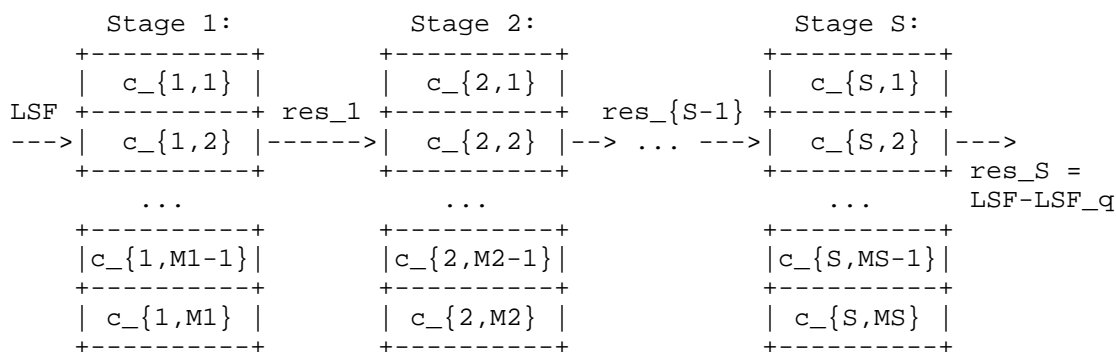 Stage 1:               Stage 2:                          Stage S:
    +----------+           +----------+                      +----------+
    |  c_{1,1} |           |  c_{2,1} |                      |  c_{S,1} |
LSF +----------+   res_1   +----------+    res_{S-1}         +----------+
--->|  c_{1,2} |------>|  c_{2,2} |--> ... --->|  c_{S,2} |--->
    +----------+           +----------+                      +----------+ res_S =
        ...                    ...                               ...      LSF-LSF_q
    +----------+           +----------+                      +----------+
    |c_{1,M1-1}|           |c_{2,M2-1}|                      |c_{S,MS-1}|
    +----------+           +----------+                      +----------+
    | c_{1,M1} |           | c_{2,M2} |                      | c_{S,MS} |
    +----------+           +----------+                      +----------+